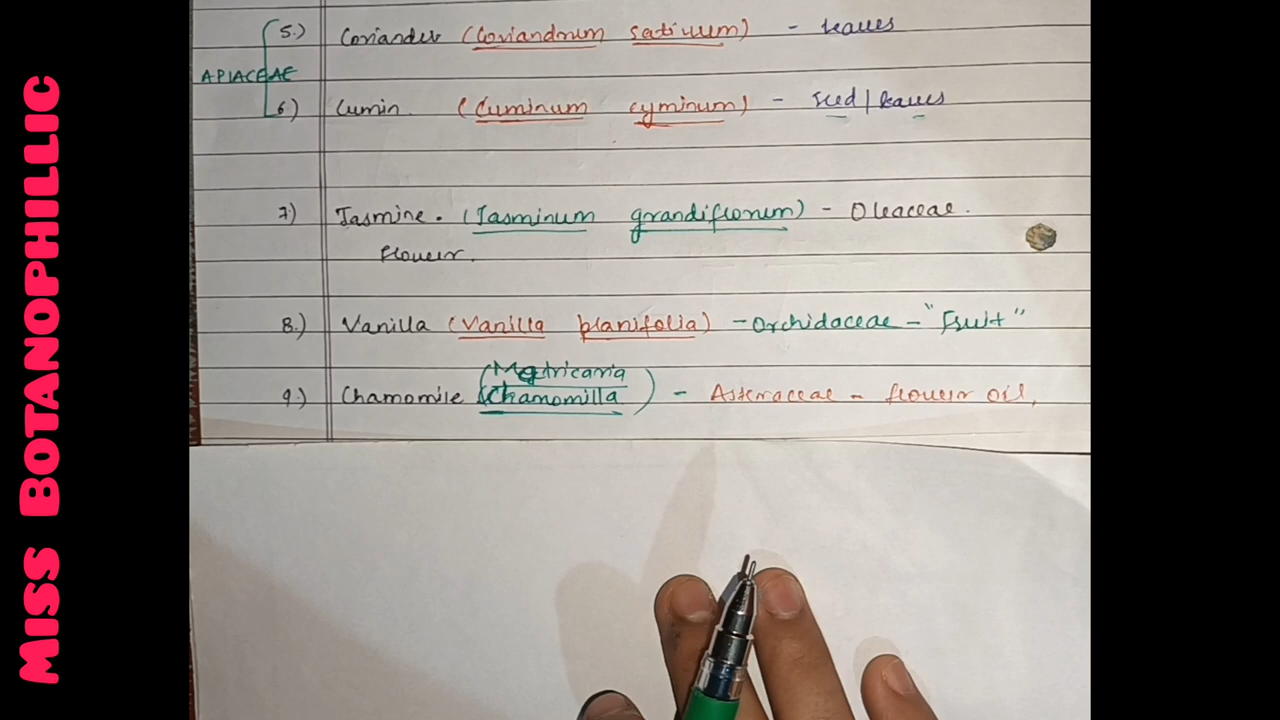 MISS BOTANOPHILLIC
5.) Coriander (Coriandrum sativum) - leaves
APIACEAE
6) Cumin. (Cuminum cyminum) - seed | leaves
7) Jasmine. (Jasminum grandiflorum) - Oleaceae.
flower.
8.) Vanilla (Vanilla planifolia) - Orchidaceae - "Fruit"
(Matricaria
9.) Chamomile (Chamomilla) - Asteraceae - flower oil,